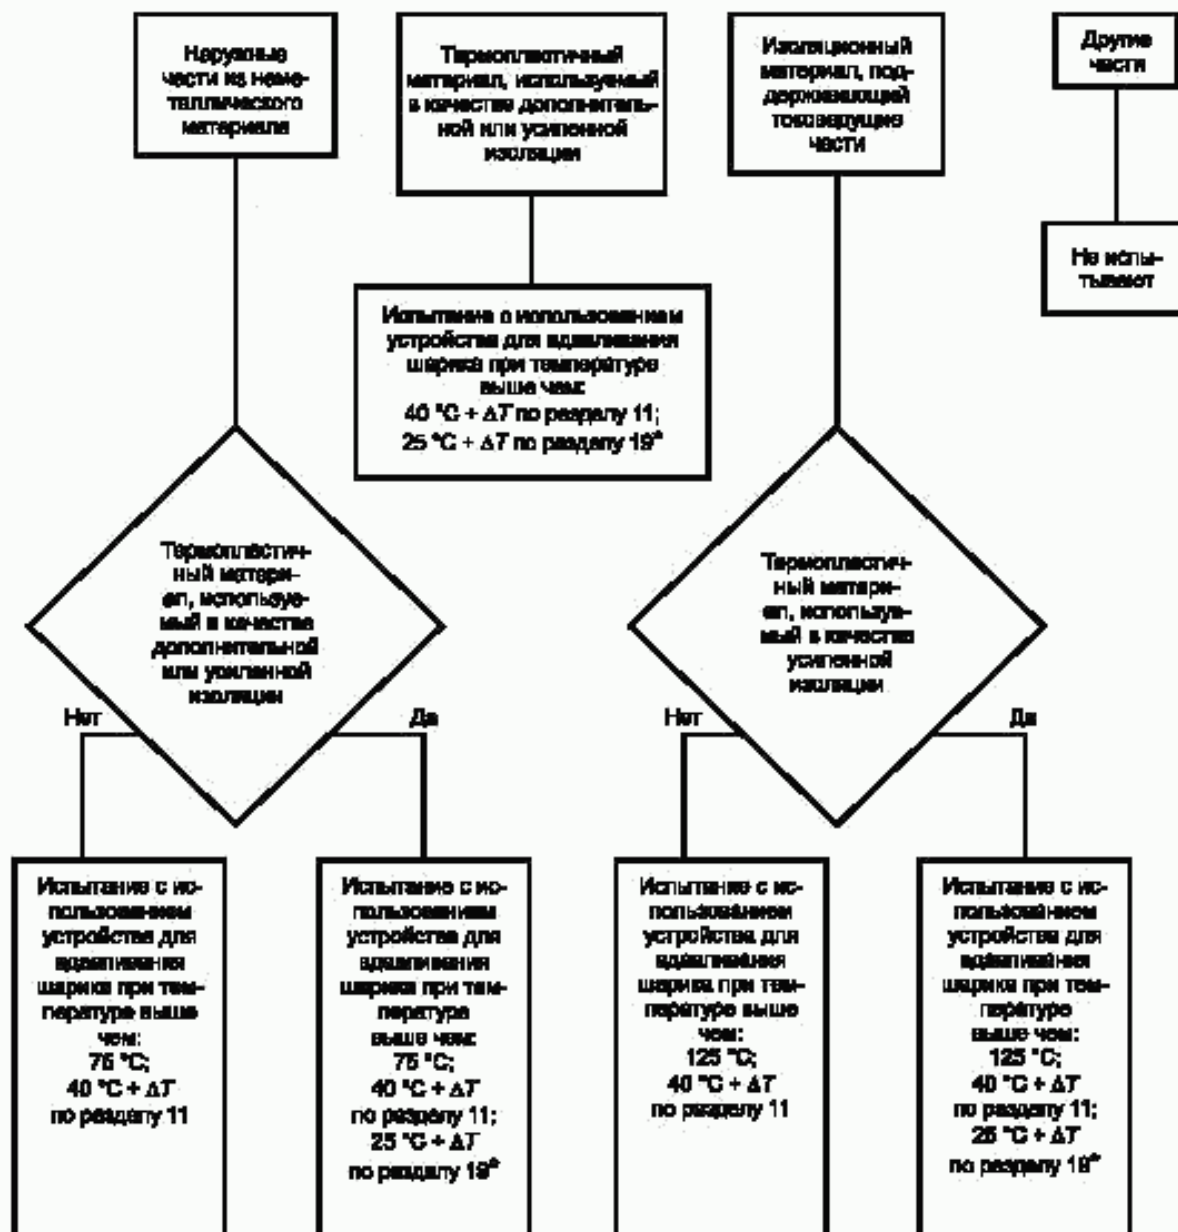 Наружные
части из неме-
таллического
материала
Термопластичный
материал, используемый
в качестве дополнитель-
ной или усиленной
изоляции
Изоляционный
материал, под-
держивающий
токоведущие
части
Другие
части
Не испы-
тывают
Испытание с использованием
устройства для вдавливания
шарика при температуре
выше чем:
40 °C + ΔT по разделу 11;
25 °C + ΔT по разделу 19*
Термопластич-
ный матери-
ал, используе-
мый в качестве
дополнительной
или усиленной
изоляции
Нет
Да
Термопластич-
ный матери-
ал, используе-
мый в качестве
усиленной
изоляции
Нет
Да
Испытание с ис-
пользованием
устройства для
вдавливания
шарика при тем-
пературе выше
чем:
75 °C;
40 °C + ΔT
по разделу 11
Испытание с ис-
пользованием
устройства для
вдавливания
шарика при тем-
пературе
выше чем:
75 °C;
40 °C + ΔT
по разделу 11;
25 °C + ΔT
по разделу 19*
Испытание с ис-
пользованием
устройства для
вдавливания
шарика при тем-
пературе выше
чем:
125 °C;
40 °C + ΔT
по разделу 11
Испытание с ис-
пользованием
устройства для
вдавливания
шарика при тем-
пературе
выше чем:
125 °C;
40 °C + ΔT
по разделу 11;
25 °C + ΔT
по разделу 19*